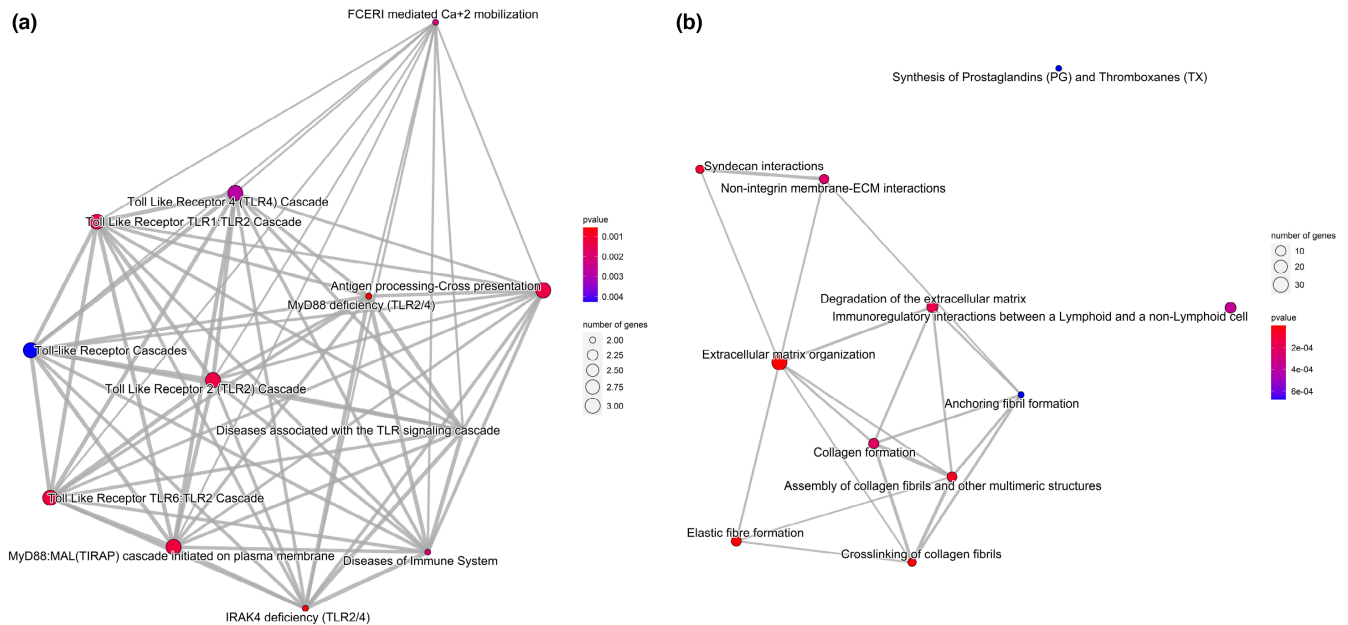 (a)
FCERI mediated Ca+2 mobilization
Toll Like Receptor 4 (TLR4) Cascade
Toll Like Receptor TLR1:TLR2 Cascade
Antigen processing-Cross presentation
MyD88 deficiency (TLR2/4)
Toll-like Receptor Cascades
Toll Like Receptor 2 (TLR2) Cascade
Diseases associated with the TLR signaling cascade
Toll Like Receptor TLR6:TLR2 Cascade
MyD88:MAL(TIRAP) cascade initiated on plasma membrane
Diseases of Immune System
IRAK4 deficiency (TLR2/4)
pvalue
0.001
0.002
0.003
0.004
number of genes
2.00
2.25
2.50
2.75
3.00
(b)
Synthesis of Prostaglandins (PG) and Thromboxanes (TX)
Syndecan interactions
Non-integrin membrane-ECM interactions
Degradation of the extracellular matrix
Immunoregulatory interactions between a Lymphoid and a non-Lymphoid cell
Extracellular matrix organization
Anchoring fibril formation
Collagen formation
Assembly of collagen fibrils and other multimeric structures
Elastic fibre formation
Crosslinking of collagen fibrils
number of genes
10
20
30
pvalue
2e-04
4e-04
6e-04